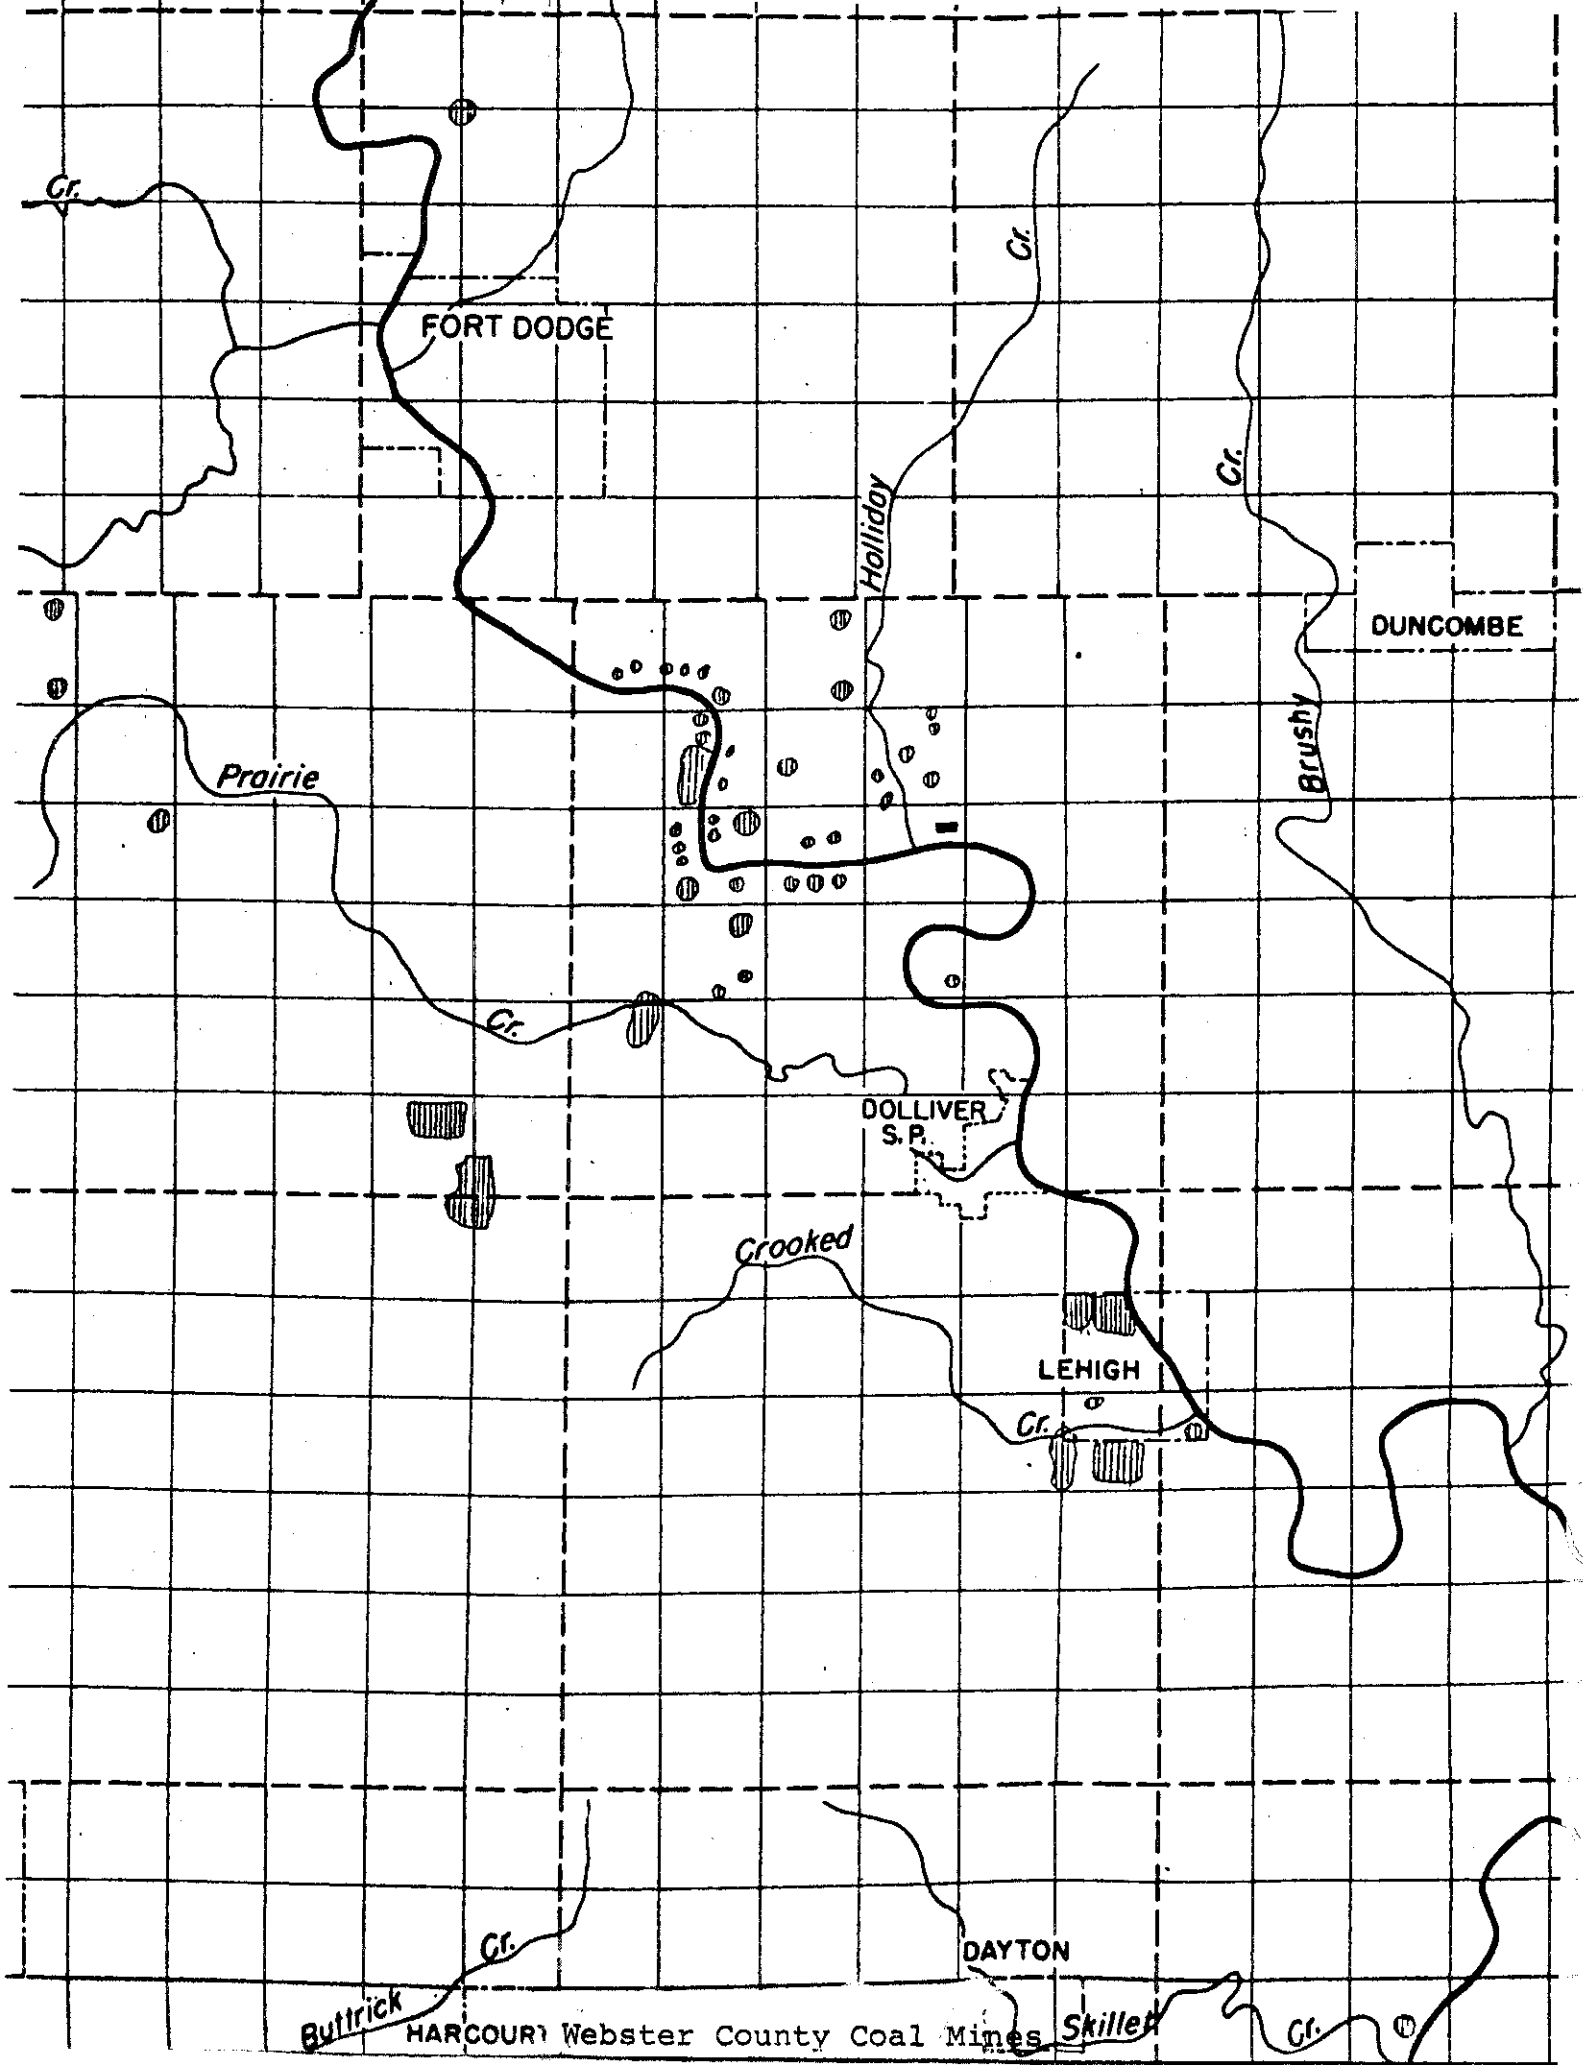 Cr.
Cr.
FORT DODGE
Cr.
Holliday
DUNCOMBE
Brushy
Prairie
Cr.
DOLLIVER
S. P.
Crooked
LEHIGH
Cr.
Cr.
DAYTON
Buttrick
HARCOURT Webster County Coal Mines
Skillet
Cr.